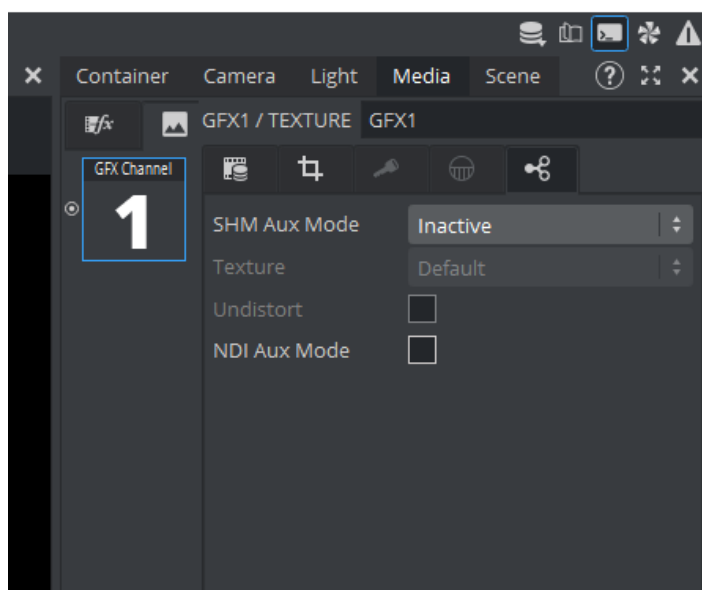 Container Camera Light Media Scene
fx GFX1 / TEXTURE GFX1
GFX Channel
1
SHM Aux Mode Inactive
Texture Default
Undistort
NDI Aux Mode